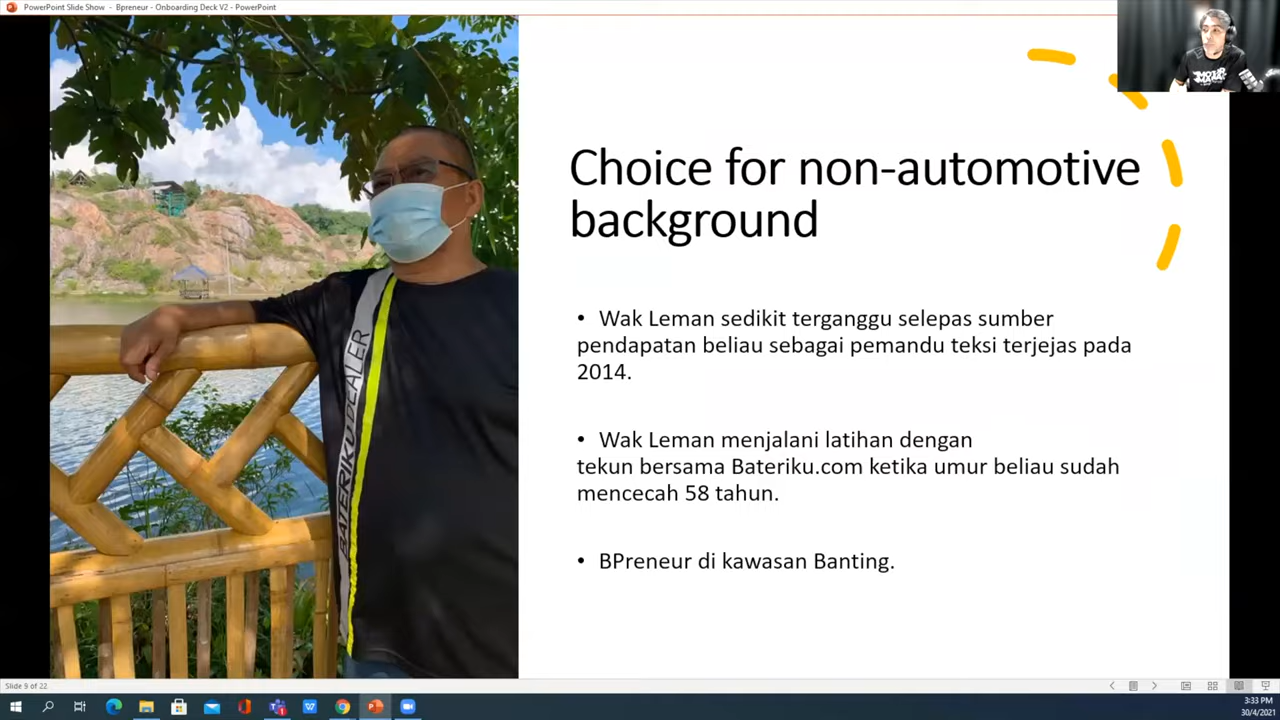 PowerPoint Slide Show - Bpreneur - Onboarding Deck V2 - PowerPoint
Choice for non-automotive
background
• Wak Leman sedikit terganggu selepas sumber
pendapatan beliau sebagai pemandu teksi terjejas pada
2014.
• Wak Leman menjalani latihan dengan
tekun bersama Bateriku.com ketika umur beliau sudah
mencecah 58 tahun.
• BPreneur di kawasan Banting.
BATERIKU DEALER
Slide 9 of 22
3:33 PM
30/4/2021